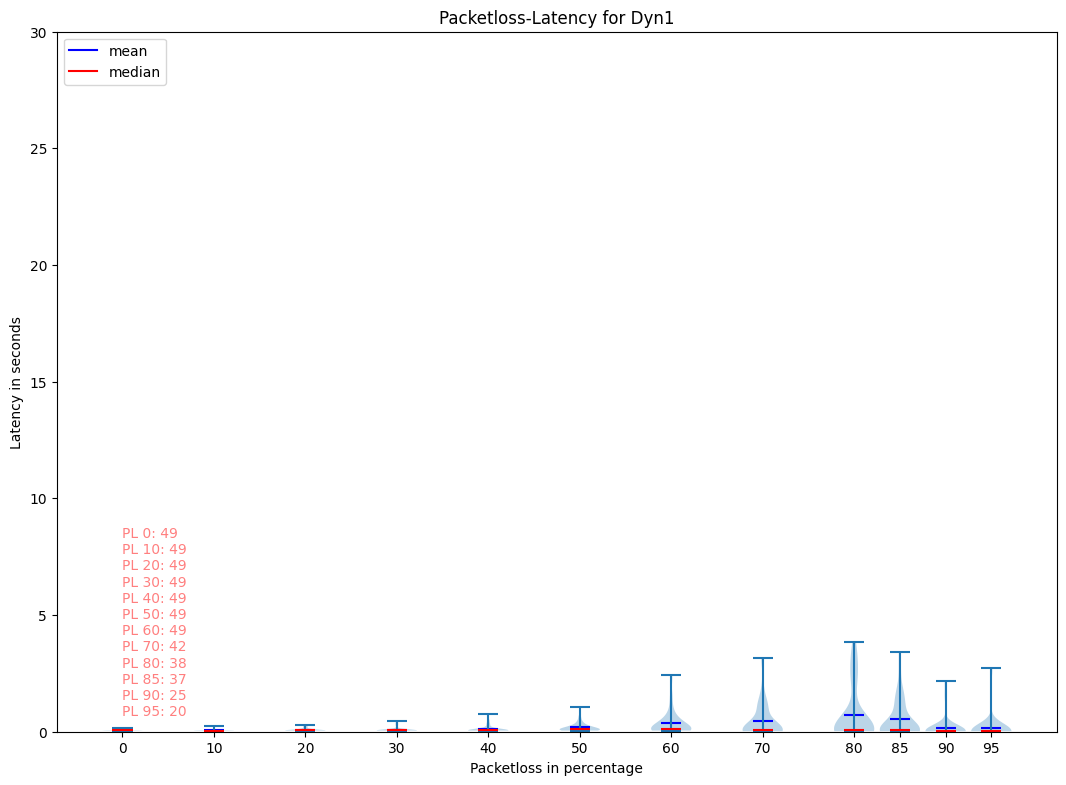 Packetloss-Latency for Dyn1
mean
median
30
25
20
15
10
5
0
Latency in seconds
PL 0: 49
PL 10: 49
PL 20: 49
PL 30: 49
PL 40: 49
PL 50: 49
PL 60: 49
PL 70: 42
PL 80: 38
PL 85: 37
PL 90: 25
PL 95: 20
0 10 20 30 40 50 60 70 80 85 90 95
Packetloss in percentage